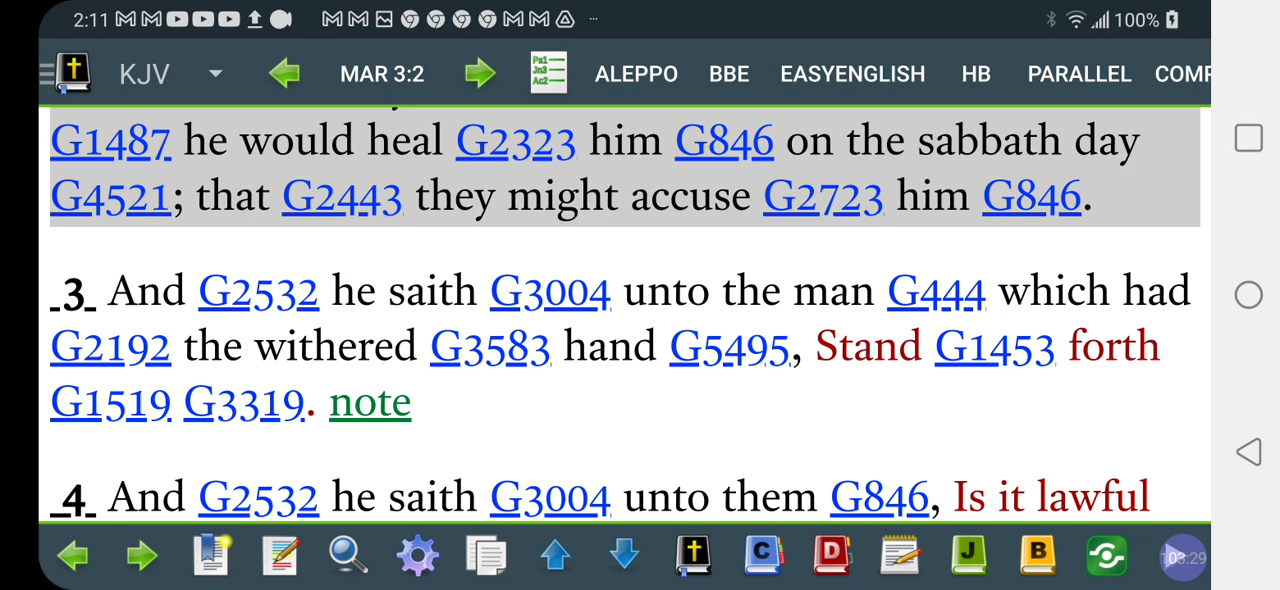 2:11 100%
KJV MAR 3:2 Ps1 Jn3 Ac2 ALEPPO BBE EASYENGLISH HB PARALLEL COMP
G1487 he would heal G2323 him G846 on the sabbath day
G4521; that G2443 they might accuse G2723 him G846.
3 And G2532 he saith G3004 unto the man G444 which had
G2192 the withered G3583 hand G5495, Stand G1453 forth
G1519 G3319. note
4 And G2532 he saith G3004 unto them G846, Is it lawful
C D J B 03:29